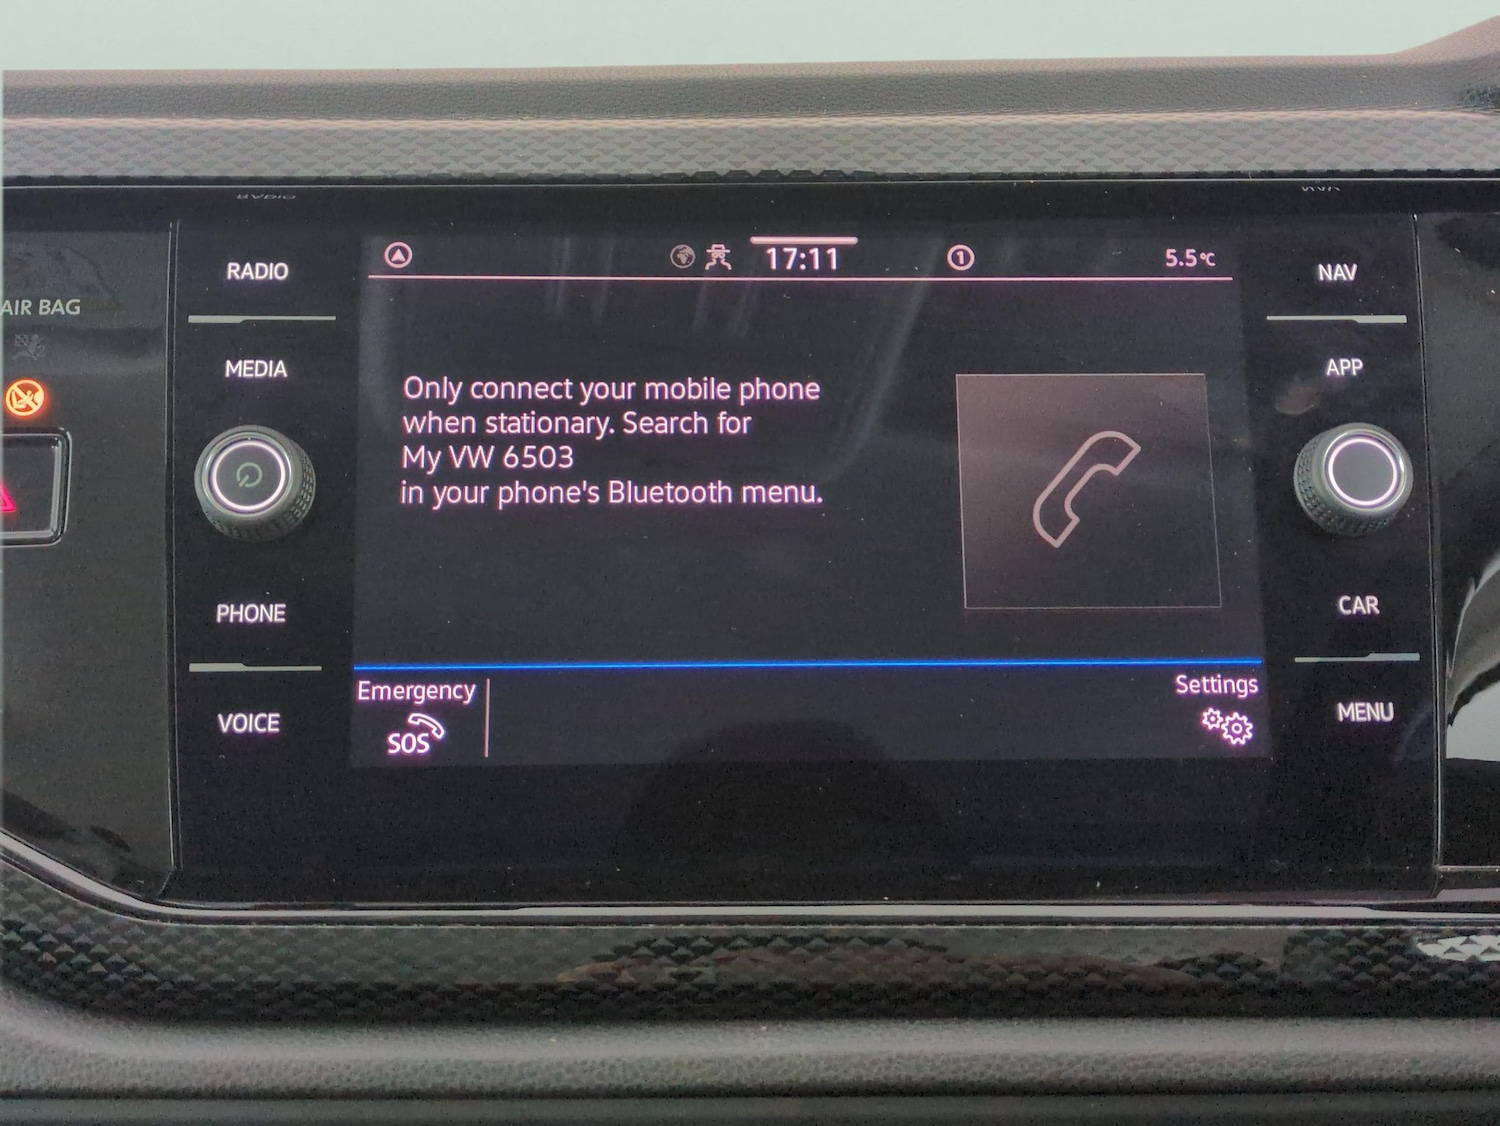 RADIO
MEDIA
PHONE
VOICE
AIR BAG
17:11
1
5.5°C
Only connect your mobile phone
when stationary. Search for
My VW 6503
in your phone's Bluetooth menu.
Emergency
SOS
Settings
NAV
APP
CAR
MENU